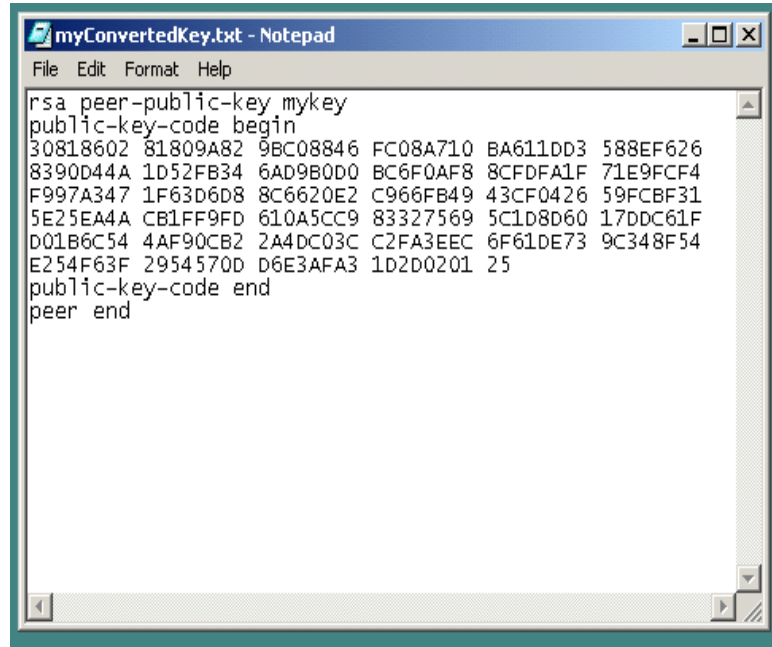 myConvertedKey.txt - Notepad
File Edit Format Help
rsa peer-public-key mykey
public-key-code begin
30818602 81809A82 9BC08846 FC08A710 BA611DD3 588EF626
8390D44A 1D52FB34 6AD9B0D0 BC6F0AF8 8CFDFA1F 71E9FCF4
F997A347 1F63D6D8 8C6620E2 C966FB49 43CF0426 59FCBF31
5E25EA4A CB1FF9FD 610A5CC9 83327569 5C1D8D60 17DDC61F
D01B6C54 4AF90CB2 2A4DC03C C2FA3EEC 6F61DE73 9C348F54
E254F63F 2954570D D6E3AFA3 1D2D0201 25
public-key-code end
peer end